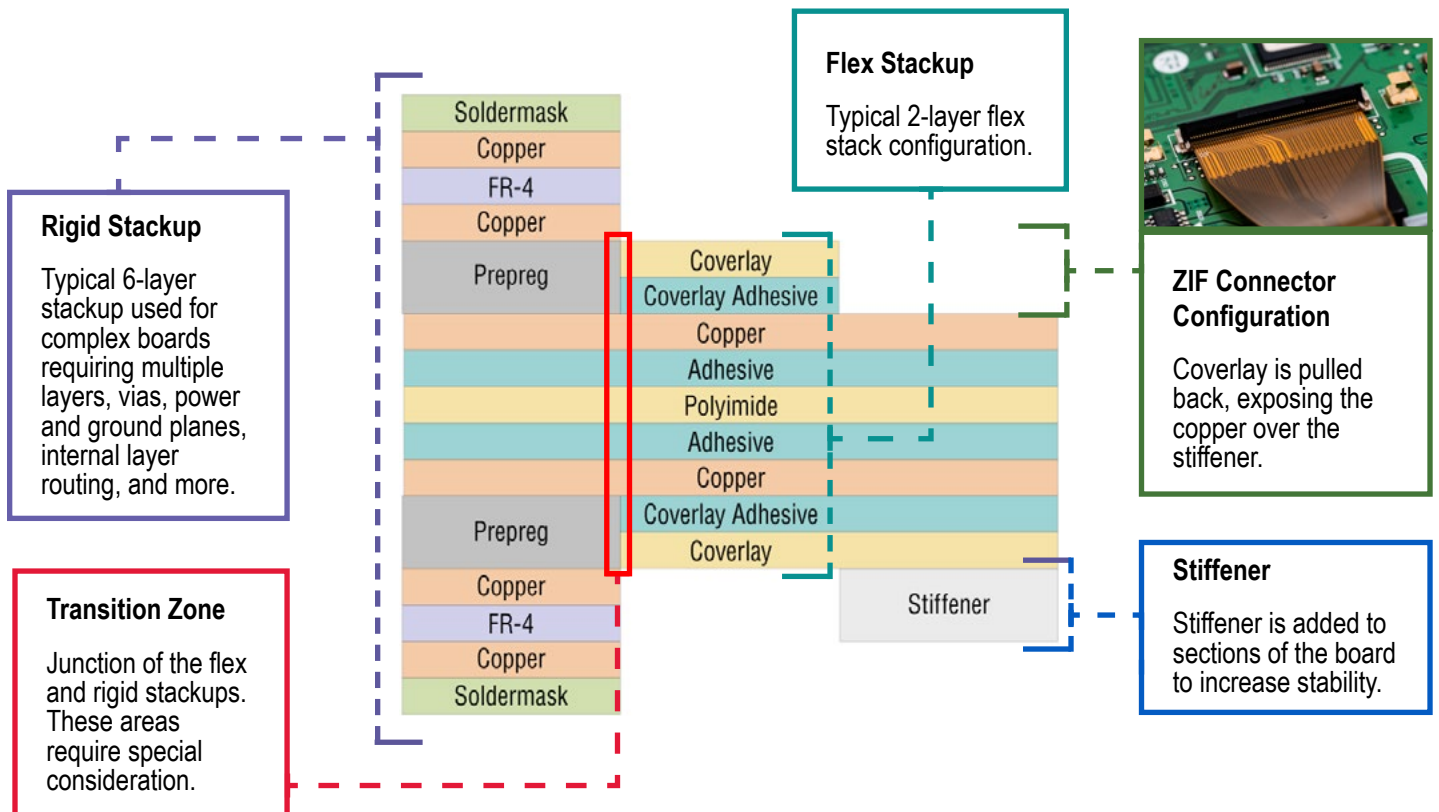 Rigid Stackup
Typical 6-layer
stackup used for
complex boards
requiring multiple
layers, vias, power
and ground planes,
internal layer
routing, and more.
Transition Zone
Junction of the flex
and rigid stackups.
These areas
require special
consideration.
Soldermask
Copper
FR-4
Copper
Prepreg
Prepreg
Copper
FR-4
Copper
Soldermask
Coverlay
Coverlay Adhesive
Copper
Adhesive
Polyimide
Adhesive
Copper
Coverlay Adhesive
Coverlay
Stiffener
Flex Stackup
Typical 2-layer flex
stack configuration.
ZIF Connector
Configuration
Coverlay is pulled
back, exposing the
copper over the
stiffener.
Stiffener
Stiffener is added to
sections of the board
to increase stability.